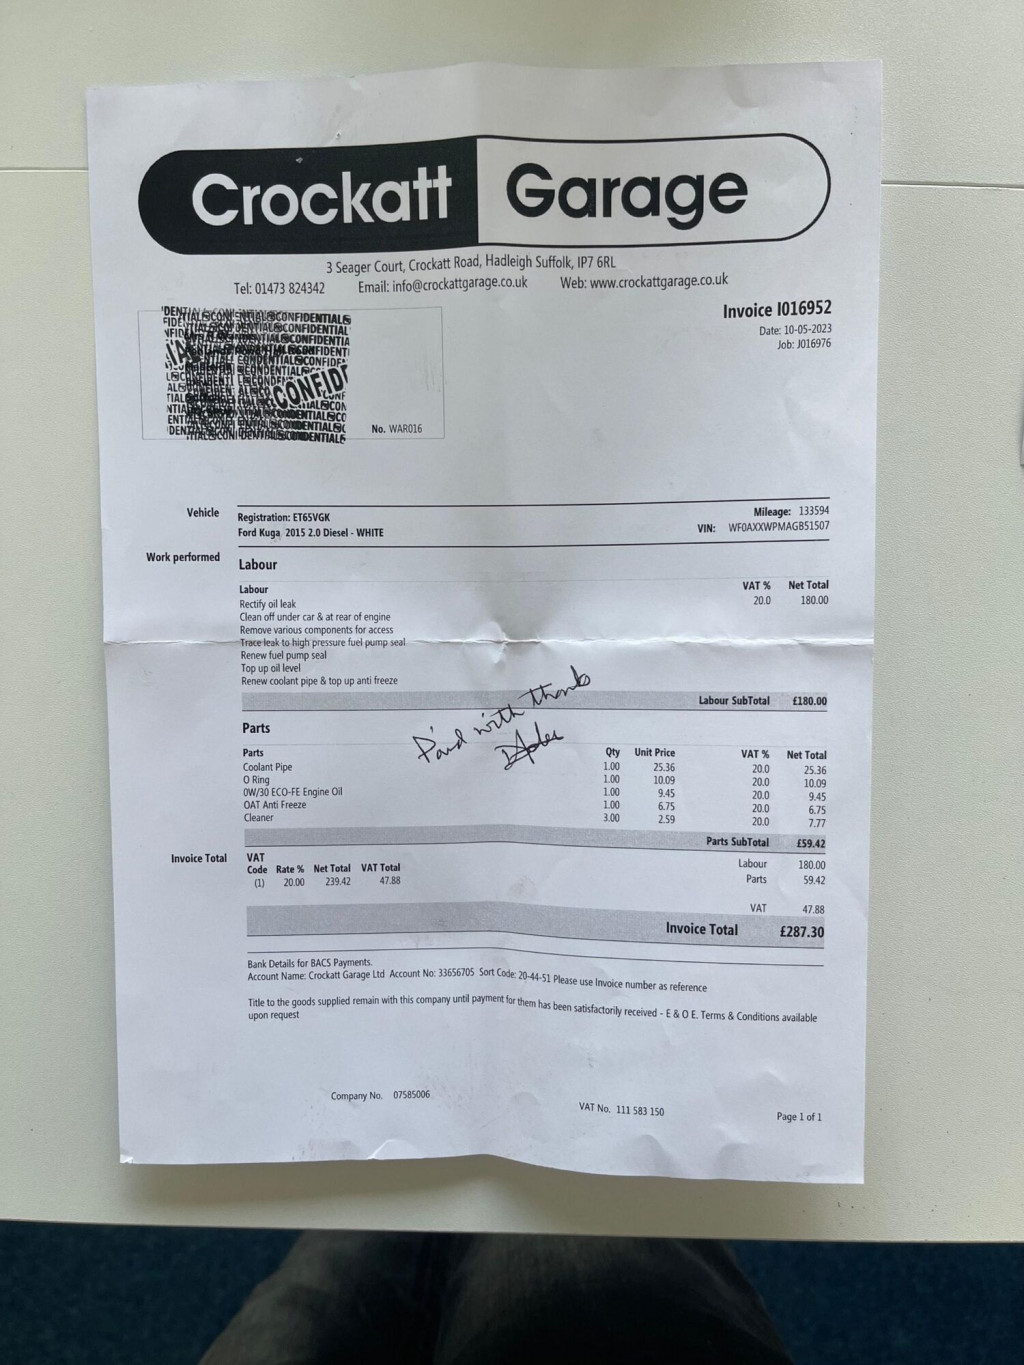 Crockatt Garage
3 Seager Court, Crockatt Road, Hadleigh Suffolk, IP7 6RL
Tel: 01473 824342 Email: info@crockattgarage.co.uk Web: www.crockattgarage.co.uk
Invoice I016952
Date: 10-05-2023
Job: J016976
CONFIDENTIAL
No. WAR016
Vehicle
Registration: ET65VGK
Ford Kuga 2015 2.0 Diesel - WHITE
Mileage: 133594
VIN: WF0AXXWPMAGB51507
Work performed
Labour
Labour VAT % Net Total
Rectify oil leak 20.0 180.00
Clean off under car & at rear of engine
Remove various components for access
Trace leak to high pressure fuel pump seal
Renew fuel pump seal
Top up oil level
Renew coolant pipe & top up anti freeze
Labour SubTotal £180.00
Paid with thanks
Parts
Parts Qty Unit Price VAT % Net Total
Coolant Pipe 1.00 25.36 20.0 25.36
O Ring 1.00 10.09 20.0 10.09
0W/30 ECO-FE Engine Oil 1.00 9.45 20.0 9.45
OAT Anti Freeze 1.00 6.75 20.0 6.75
Cleaner 3.00 2.59 20.0 7.77
Parts SubTotal £59.42
Invoice Total
VAT
Code Rate % Net Total VAT Total
(1) 20.00 239.42 47.88
Labour 180.00
Parts 59.42
VAT 47.88
Invoice Total £287.30
Bank Details for BACS Payments.
Account Name: Crockatt Garage Ltd Account No: 33656705 Sort Code: 20-44-51 Please use Invoice number as reference
Title to the goods supplied remain with this company until payment for them has been satisfactorily received - E & O E. Terms & Conditions available
upon request
Company No. 07585006
VAT No. 111 583 150
Page 1 of 1